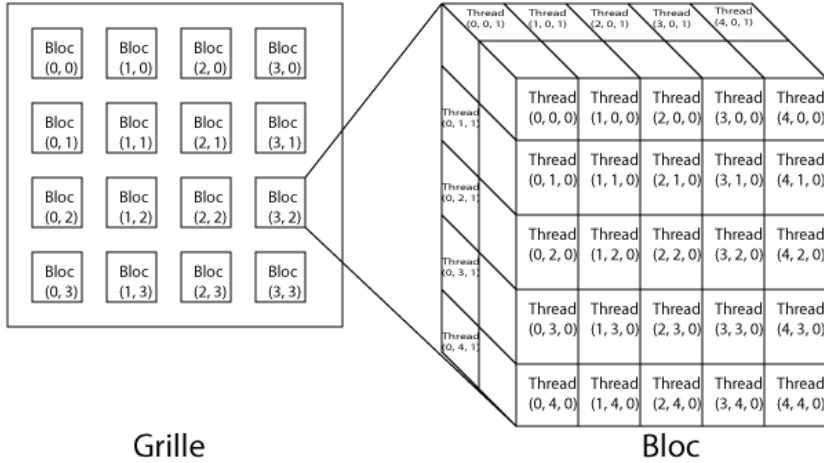 Bloc
(0, 0)
Bloc
(1, 0)
Bloc
(2, 0)
Bloc
(3, 0)
Bloc
(0, 1)
Bloc
(1, 1)
Bloc
(2, 1)
Bloc
(3, 1)
Bloc
(0, 2)
Bloc
(1, 2)
Bloc
(2, 2)
Bloc
(3, 2)
Bloc
(0, 3)
Bloc
(1, 3)
Bloc
(2, 3)
Bloc
(3, 3)
Grille
Thread
(0, 0, 1)
Thread
(1, 0, 1)
Thread
(2, 0, 1)
Thread
(3, 0, 1)
Thread
(4, 0, 1)
Thread
(0, 1, 1)
Thread
(0, 2, 1)
Thread
(0, 3, 1)
Thread
(0, 4, 1)
Thread
(0, 0, 0)
Thread
(1, 0, 0)
Thread
(2, 0, 0)
Thread
(3, 0, 0)
Thread
(4, 0, 0)
Thread
(0, 1, 0)
Thread
(1, 1, 0)
Thread
(2, 1, 0)
Thread
(3, 1, 0)
Thread
(4, 1, 0)
Thread
(0, 2, 0)
Thread
(1, 2, 0)
Thread
(2, 2, 0)
Thread
(3, 2, 0)
Thread
(4, 2, 0)
Thread
(0, 3, 0)
Thread
(1, 3, 0)
Thread
(2, 3, 0)
Thread
(3, 3, 0)
Thread
(4, 3, 0)
Thread
(0, 4, 0)
Thread
(1, 4, 0)
Thread
(2, 4, 0)
Thread
(3, 4, 0)
Thread
(4, 4, 0)
Bloc